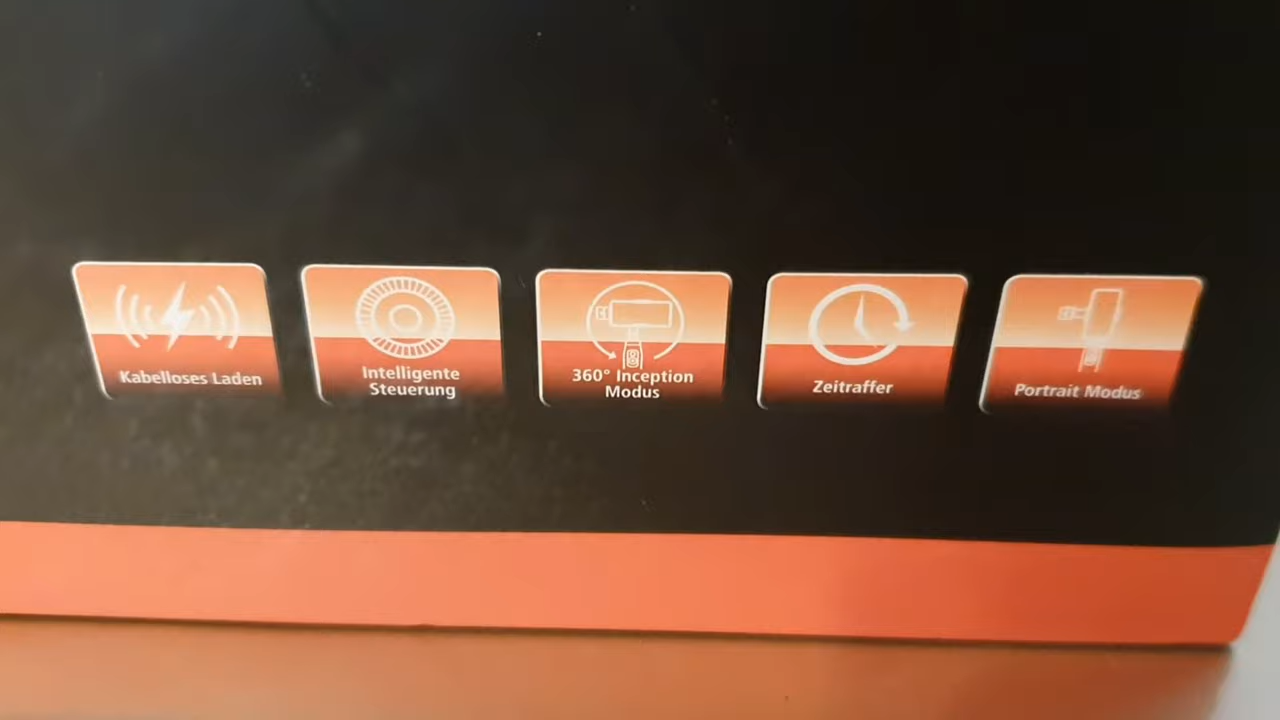 Kabelloses Laden
Intelligente
Steuerung
360° Inception
Modus
Zeitraffer
Portrait Modus